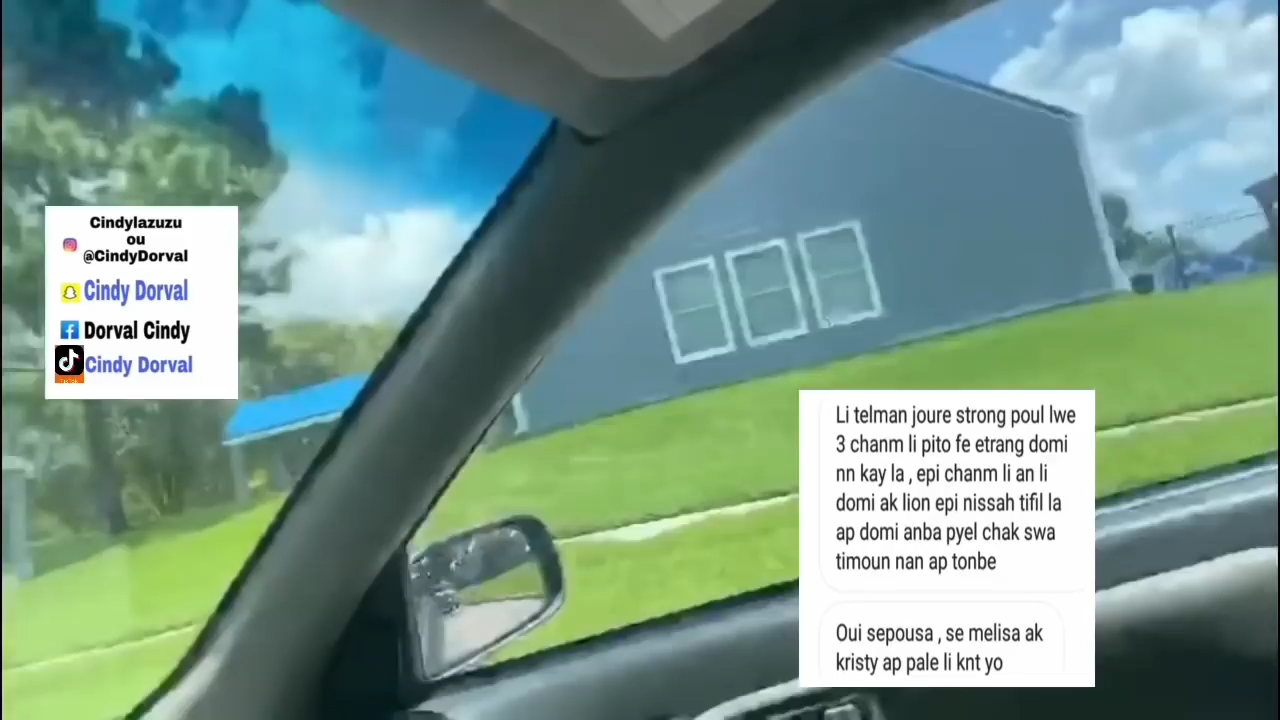 Cindylazuzu
ou
@CindyDorval
Cindy Dorval
Dorval Cindy
Cindy Dorval
Li telman joure strong poul lwe
3 chanm li pito fe etrang domi
nn kay la , epi chanm li an li
domi ak lion epi nissah tifil la
ap domi anba pyel chak swa
timoun nan ap tonbe
Oui sepousa , se melisa ak
kristy ap pale li knt yo